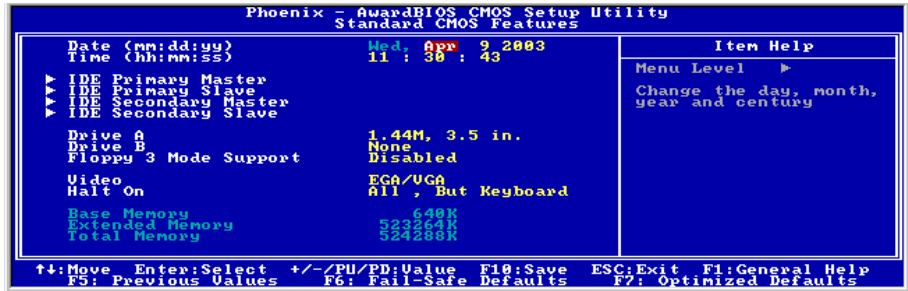 Phoenix - AwardBIOS CMOS Setup Utility
Standard CMOS Features
Date (mm:dd:yy) Wed, Apr 9 2003
Time (hh:mm:ss) 11 : 30 : 43
► IDE Primary Master
► IDE Primary Slave
► IDE Secondary Master
► IDE Secondary Slave
Drive A 1.44M, 3.5 in.
Drive B None
Floppy 3 Mode Support Disabled
Video EGA/VGA
Halt On All , But Keyboard
Base Memory 640K
Extended Memory 523264K
Total Memory 524288K
Item Help
Menu Level ►
Change the day, month,
year and century
↑↓:Move Enter:Select +/-/PU/PD:Value F10:Save ESC:Exit F1:General Help
F5: Previous Values F6: Fail-Safe Defaults F7: Optimized Defaults